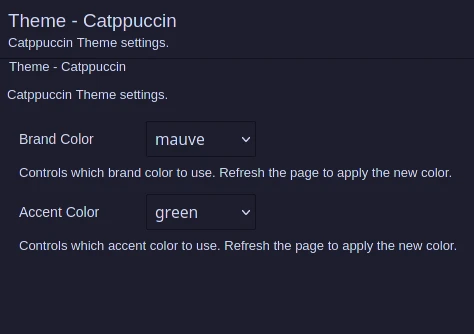 Theme - Catppuccin
Catppuccin Theme settings.
Theme - Catppuccin
Catppuccin Theme settings.
Brand Color mauve
Controls which brand color to use. Refresh the page to apply the new color.
Accent Color green
Controls which accent color to use. Refresh the page to apply the new color.